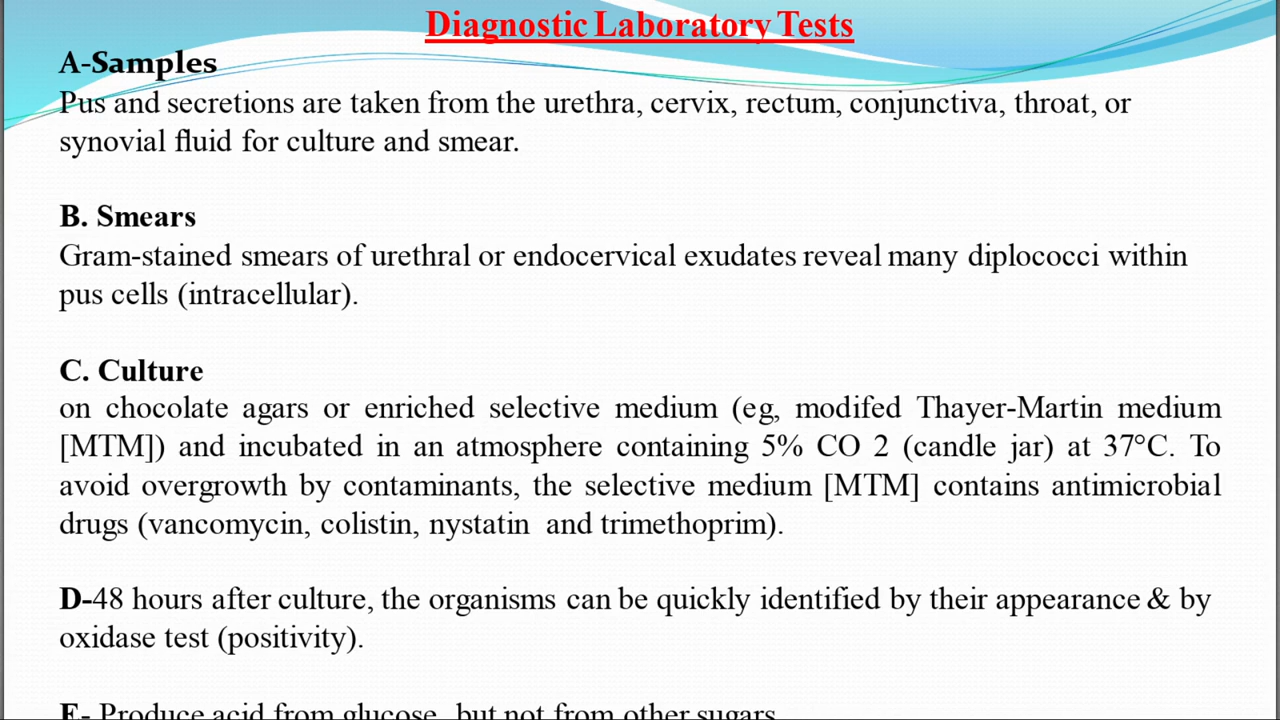 Diagnostic Laboratory Tests
A-Samples
Pus and secretions are taken from the urethra, cervix, rectum, conjunctiva, throat, or
synovial fluid for culture and smear.
B. Smears
Gram-stained smears of urethral or endocervical exudates reveal many diplococci within
pus cells (intracellular).
C. Culture
on chocolate agars or enriched selective medium (eg, modifed Thayer-Martin medium
[MTM]) and incubated in an atmosphere containing 5% CO 2 (candle jar) at 37°C. To
avoid overgrowth by contaminants, the selective medium [MTM] contains antimicrobial
drugs (vancomycin, colistin, nystatin and trimethoprim).
D-48 hours after culture, the organisms can be quickly identified by their appearance & by
oxidase test (positivity).
E- Produce acid from glucose, but not from other sugars